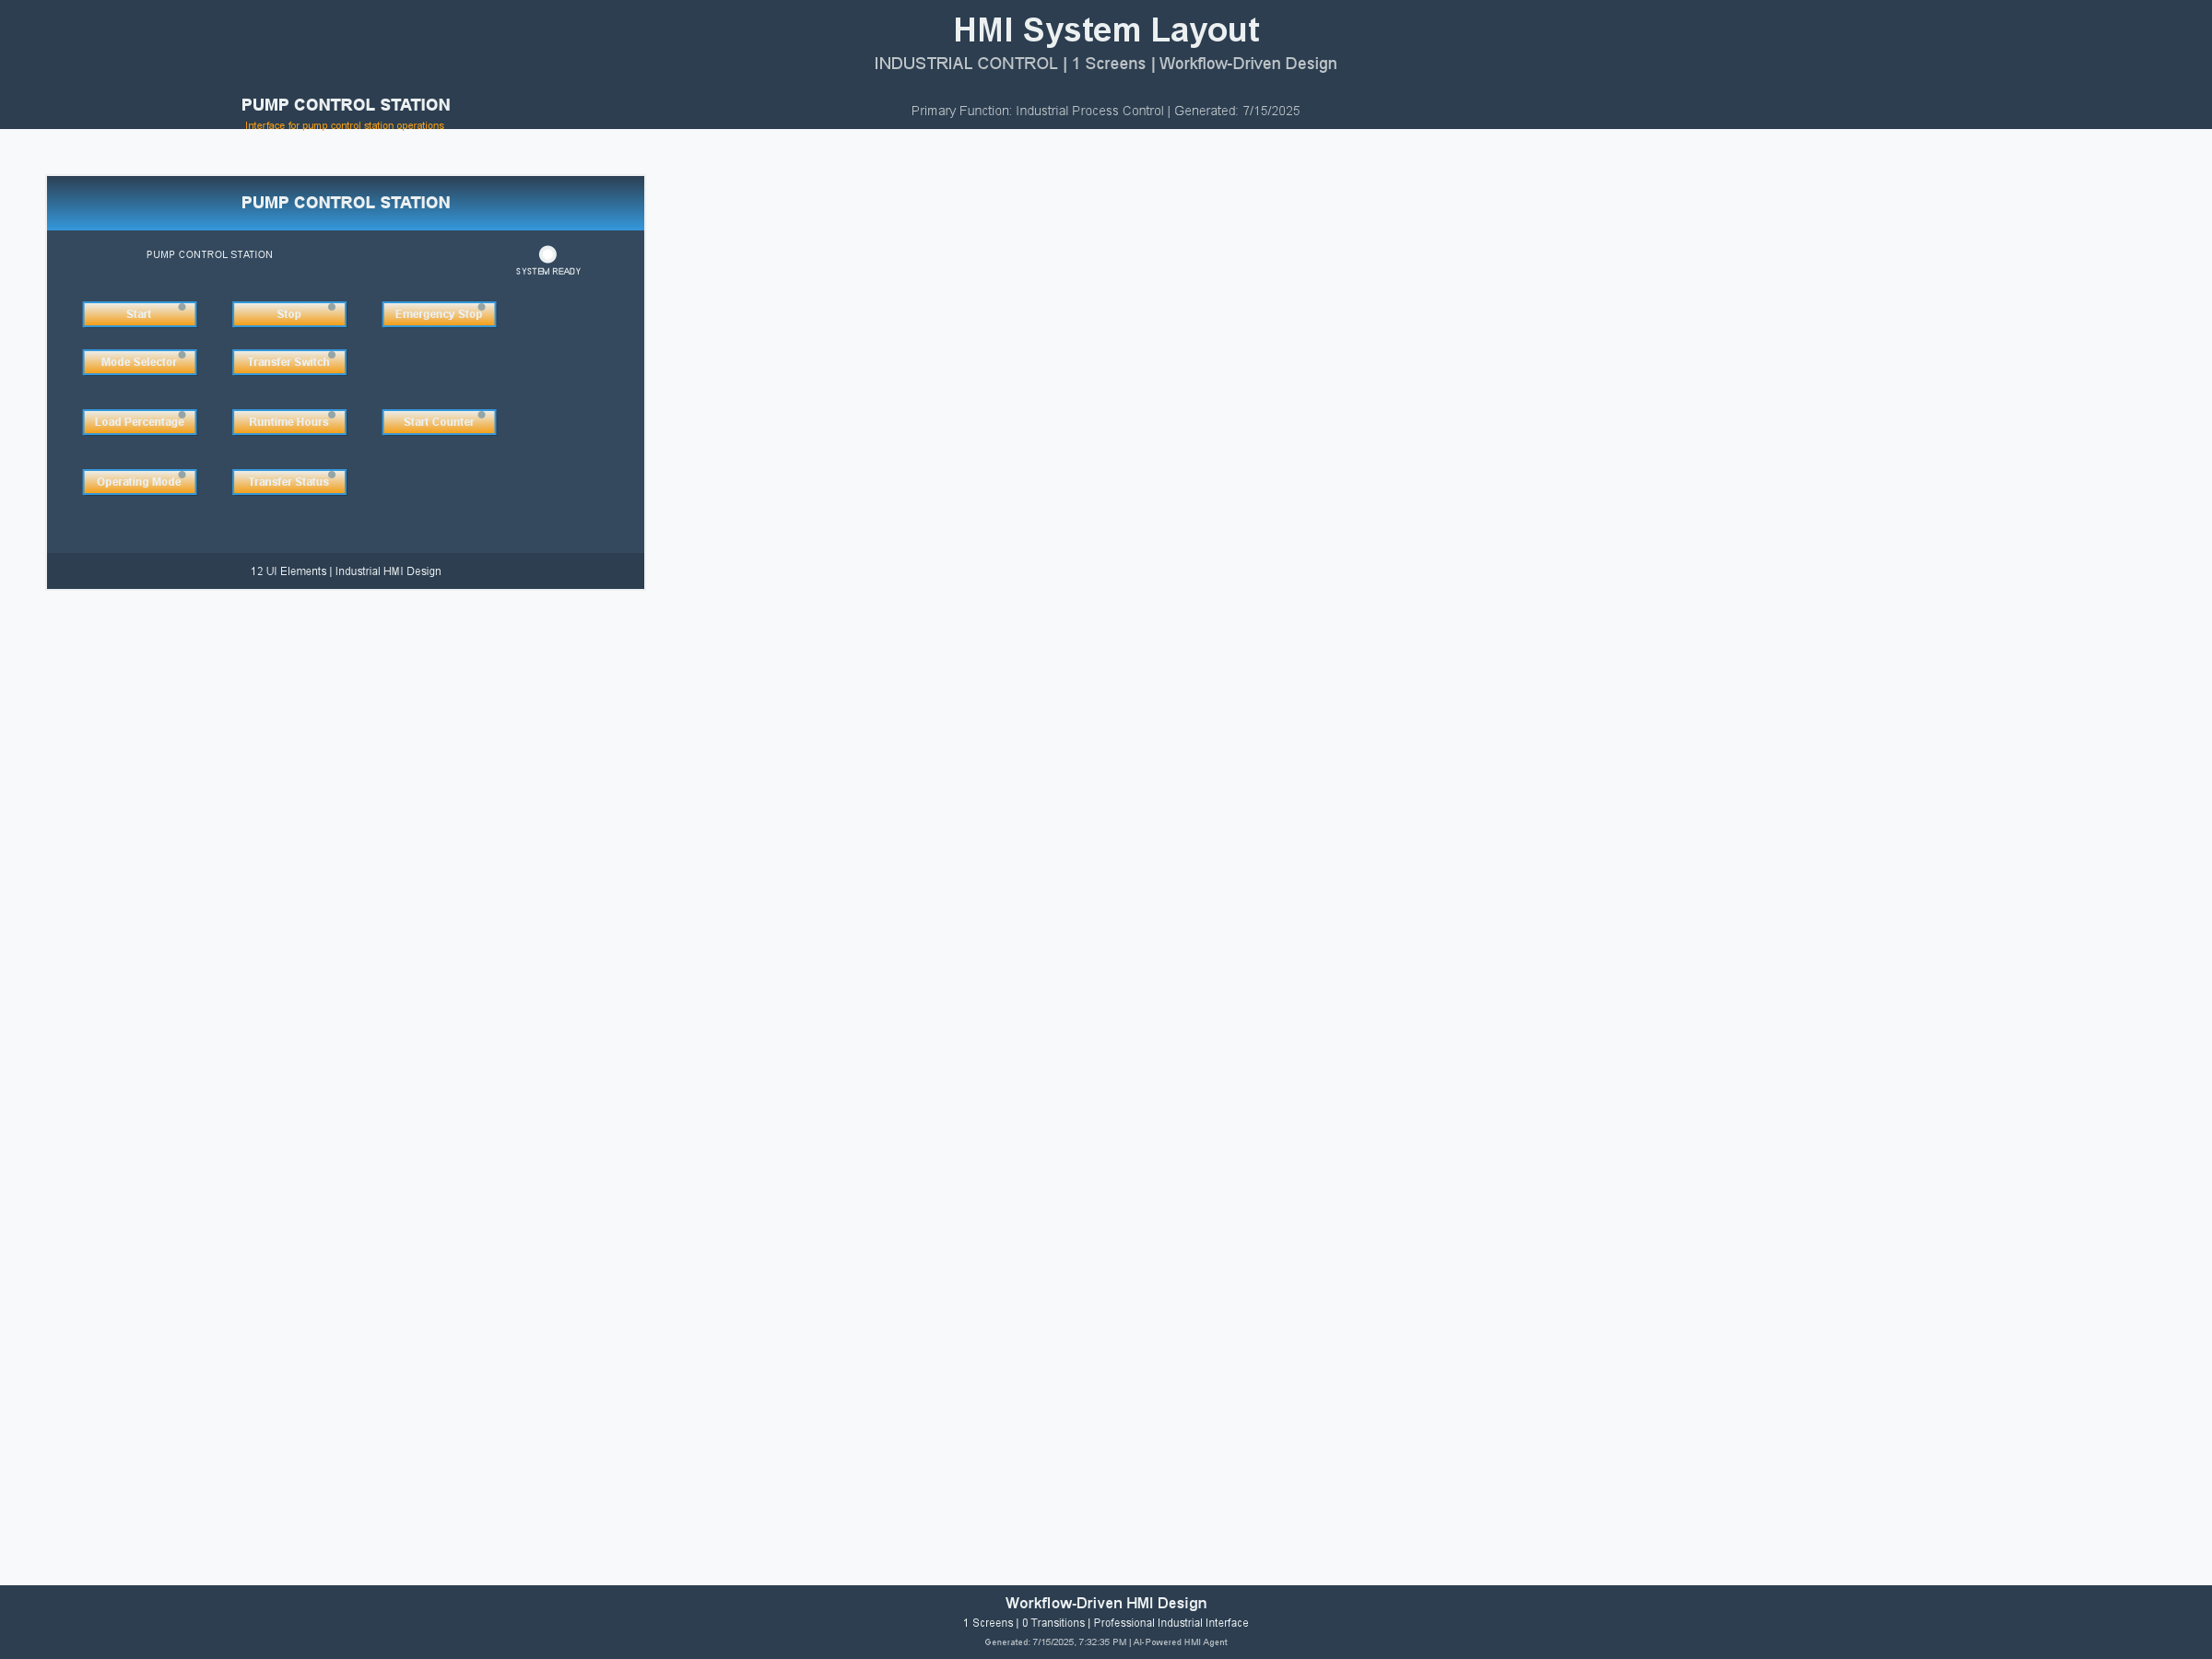 HMI System Layout
INDUSTRIAL CONTROL | 1 Screens | Workflow-Driven Design
PUMP CONTROL STATION
Primary Function: Industrial Process Control | Generated: 7/15/2025
Interface for pump control station operations
PUMP CONTROL STATION
PUMP CONTROL STATION
SYSTEM READY
Start Stop Emergency Stop
Mode Selector Transfer Switch
Load Percentage Runtime Hours Start Counter
Operating Mode Transfer Status
12 UI Elements | Industrial HMI Design
Workflow-Driven HMI Design
1 Screens | 0 Transitions | Professional Industrial Interface
Generated: 7/15/2025, 7:32:35 PM | AI-Powered HMI Agent